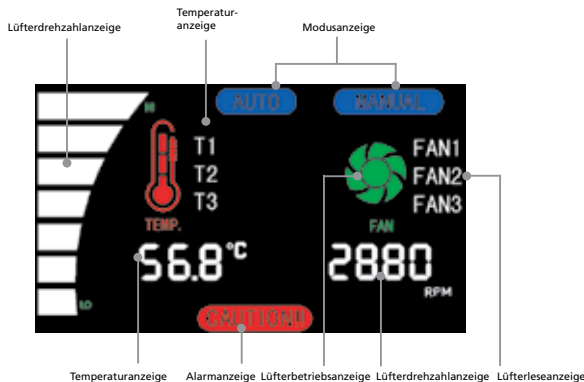 Temperatur-
anzeige
Lüfterdrehzahlanzeige
Modusanzeige
AUTO
MANUAL
HI
T1
T2
T3
FAN1
FAN2
FAN3
TEMP.
FAN
56.8°C
2880
RPM
LO
CAUTION!!
Temperaturanzeige
Alarmanzeige
Lüfterbetriebsanzeige
Lüfterdrehzahlanzeige
Lüfterleseanzeige